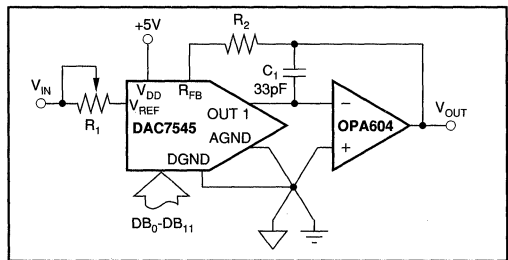 +5V
R2
C1
33pF
VIN
R1
VDD
RFB
VREF
OUT 1
DAC7545
AGND
DGND
DB0-DB11
−
+
OPA604
VOUT